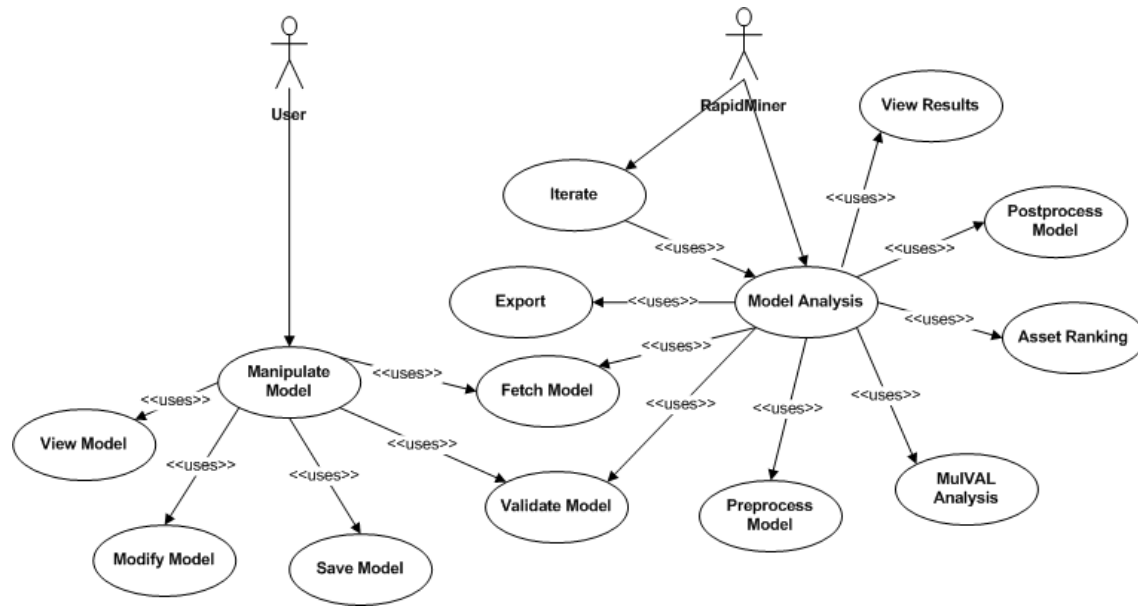 User
RapidMiner
View Results
<<uses>>
Iterate
Postprocess
Model
<<uses>>
<<uses>>
Export
<<uses>>
Model Analysis
<<uses>>
Asset Ranking
Manipulate
Model
<<uses>>
Fetch Model
<<uses>>
<<uses>>
View Model
<<uses>>
<<uses>>
<<uses>>
<<uses>>
<<uses>>
<<uses>>
<<uses>>
Modify Model
Save Model
Validate Model
Preprocess
Model
MulVAL
Analysis